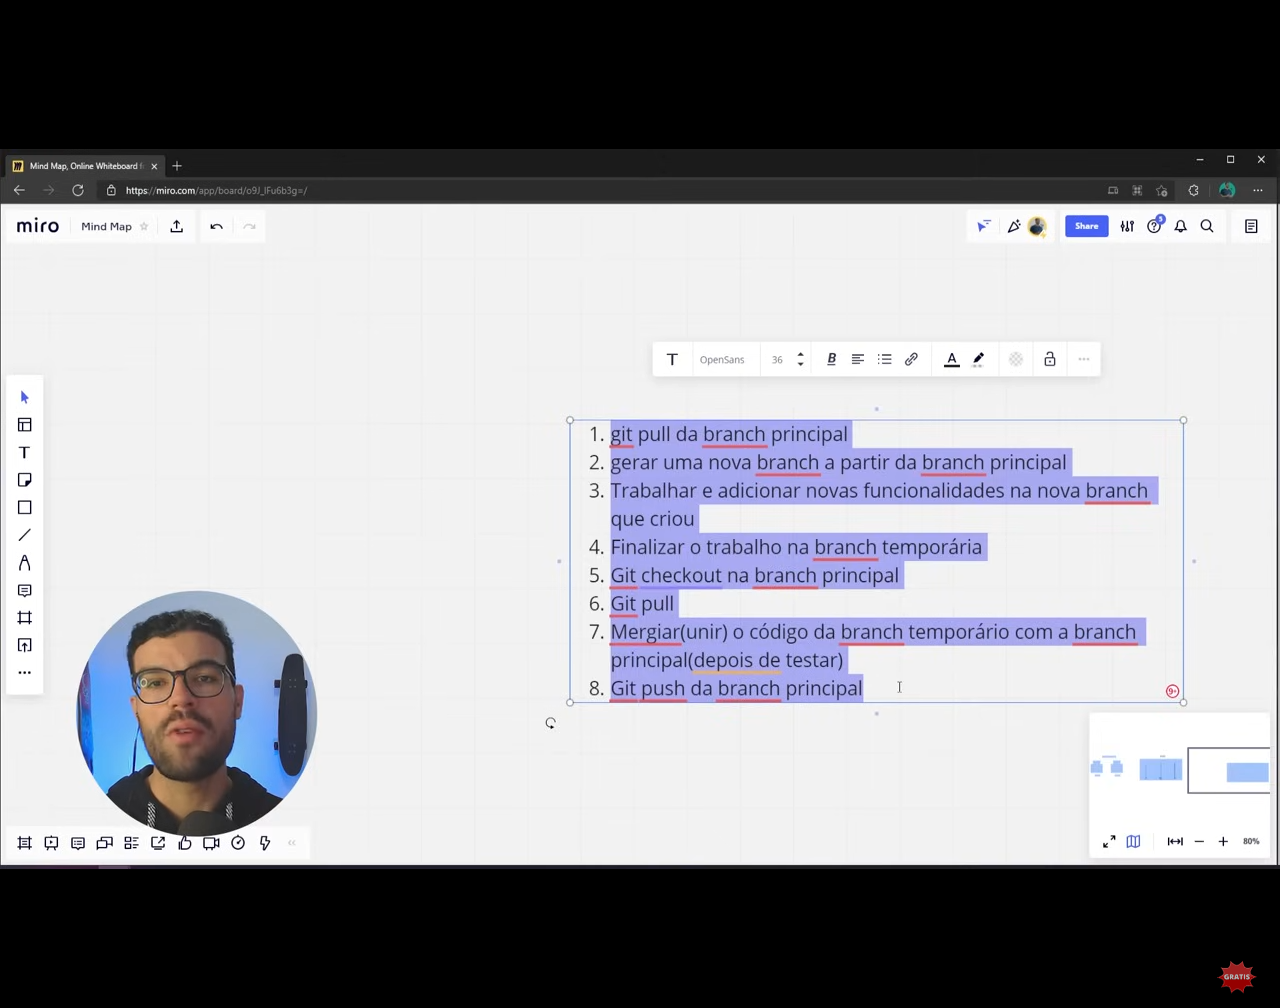 Mind Map, Online Whiteboard f
https://miro.com/app/board/o9J_lFu6b3g=/
miro
Mind Map
Share
3
OpenSans
36
B
A
1. git pull da branch principal
2. gerar uma nova branch a partir da branch principal
3. Trabalhar e adicionar novas funcionalidades na nova branch
que criou
4. Finalizar o trabalho na branch temporária
5. Git checkout na branch principal
6. Git pull
7. Mergiar(unir) o código da branch temporário com a branch
principal(depois de testar)
8. Git push da branch principal
9+
80%
GRATIS